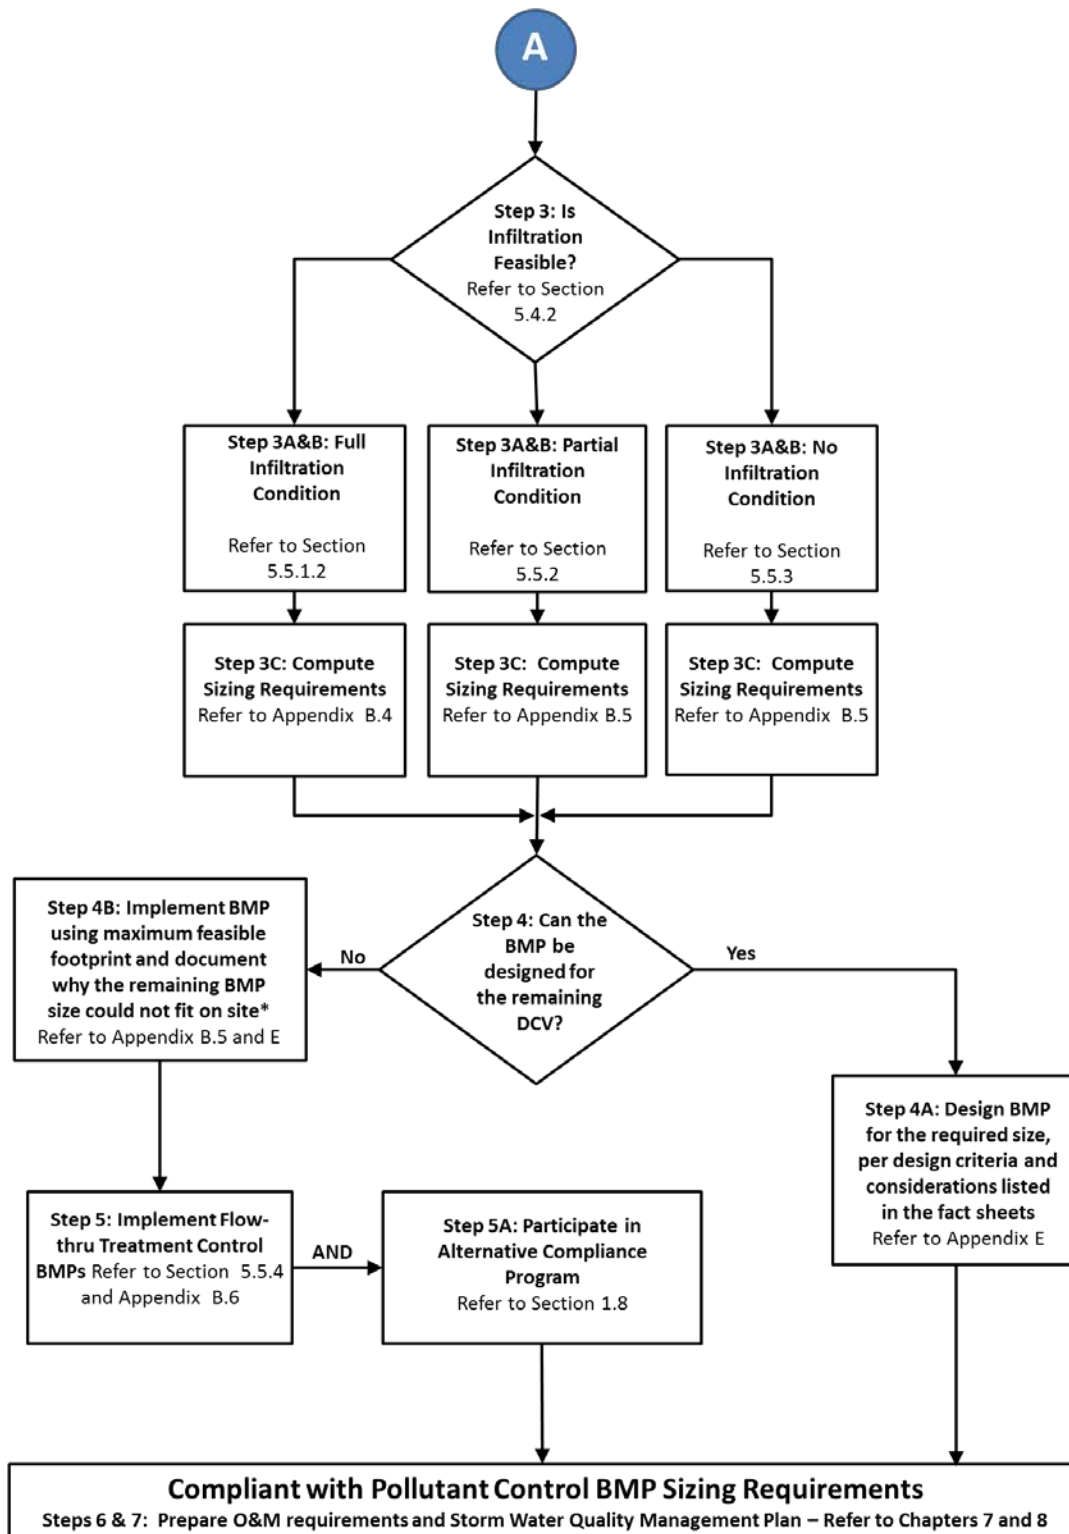 A
Step 3: Is
Infiltration
Feasible?
Refer to Section
5.4.2
Step 3A&B: Full
Infiltration
Condition
Refer to Section
5.5.1.2
Step 3A&B: Partial
Infiltration
Condition
Refer to Section
5.5.2
Step 3A&B: No
Infiltration
Condition
Refer to Section
5.5.3
Step 3C: Compute
Sizing Requirements
Refer to Appendix B.4
Step 3C: Compute
Sizing Requirements
Refer to Appendix B.5
Step 3C: Compute
Sizing Requirements
Refer to Appendix B.5
Step 4: Can the
BMP be
designed for
the remaining
DCV?
No
Yes
Step 4B: Implement BMP
using maximum feasible
footprint and document
why the remaining BMP
size could not fit on site*
Refer to Appendix B.5 and E
Step 4A: Design BMP
for the required size,
per design criteria and
considerations listed
in the fact sheets
Refer to Appendix E
Step 5: Implement Flow-
thru Treatment Control
BMPs Refer to Section 5.5.4
and Appendix B.6
AND
Step 5A: Participate in
Alternative Compliance
Program
Refer to Section 1.8
Compliant with Pollutant Control BMP Sizing Requirements
Steps 6 & 7: Prepare O&M requirements and Storm Water Quality Management Plan – Refer to Chapters 7 and 8